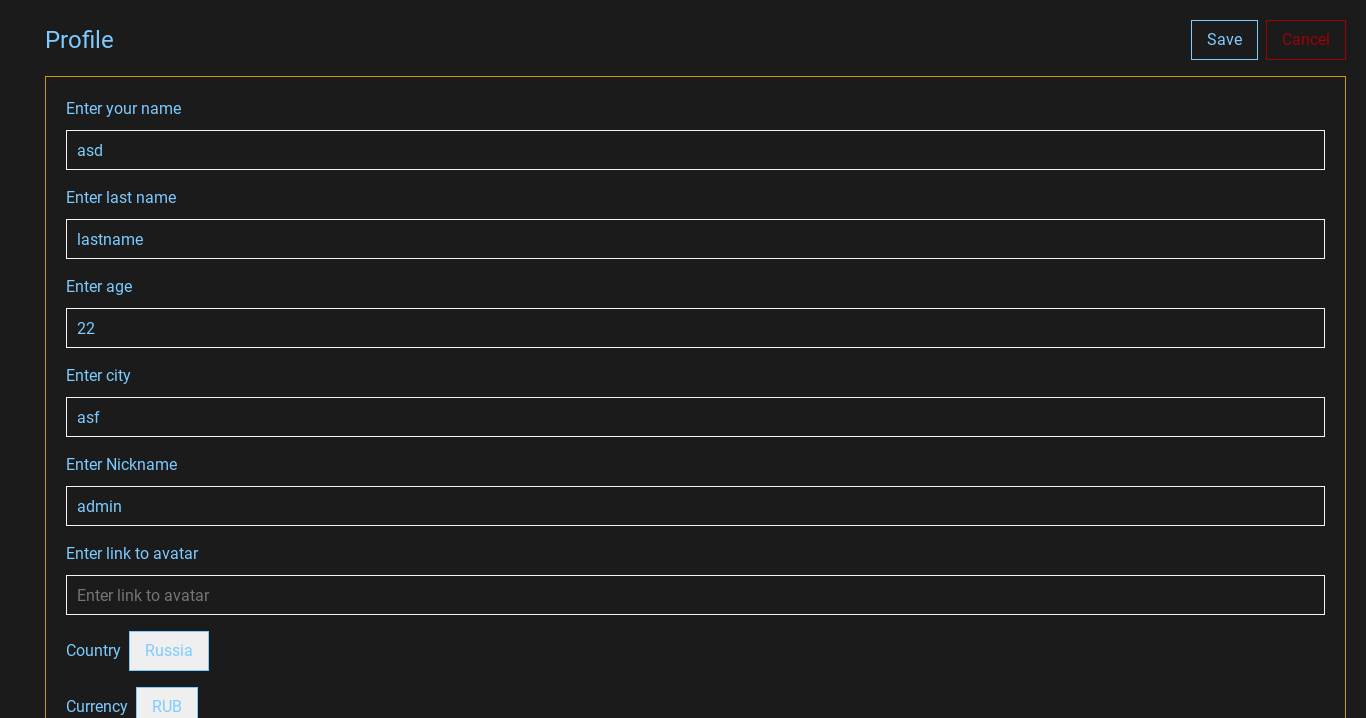 Profile
Save
Cancel
Enter your name
asd
Enter last name
lastname
Enter age
22
Enter city
asf
Enter Nickname
admin
Enter link to avatar
Enter link to avatar
Country Russia
Currency RUB